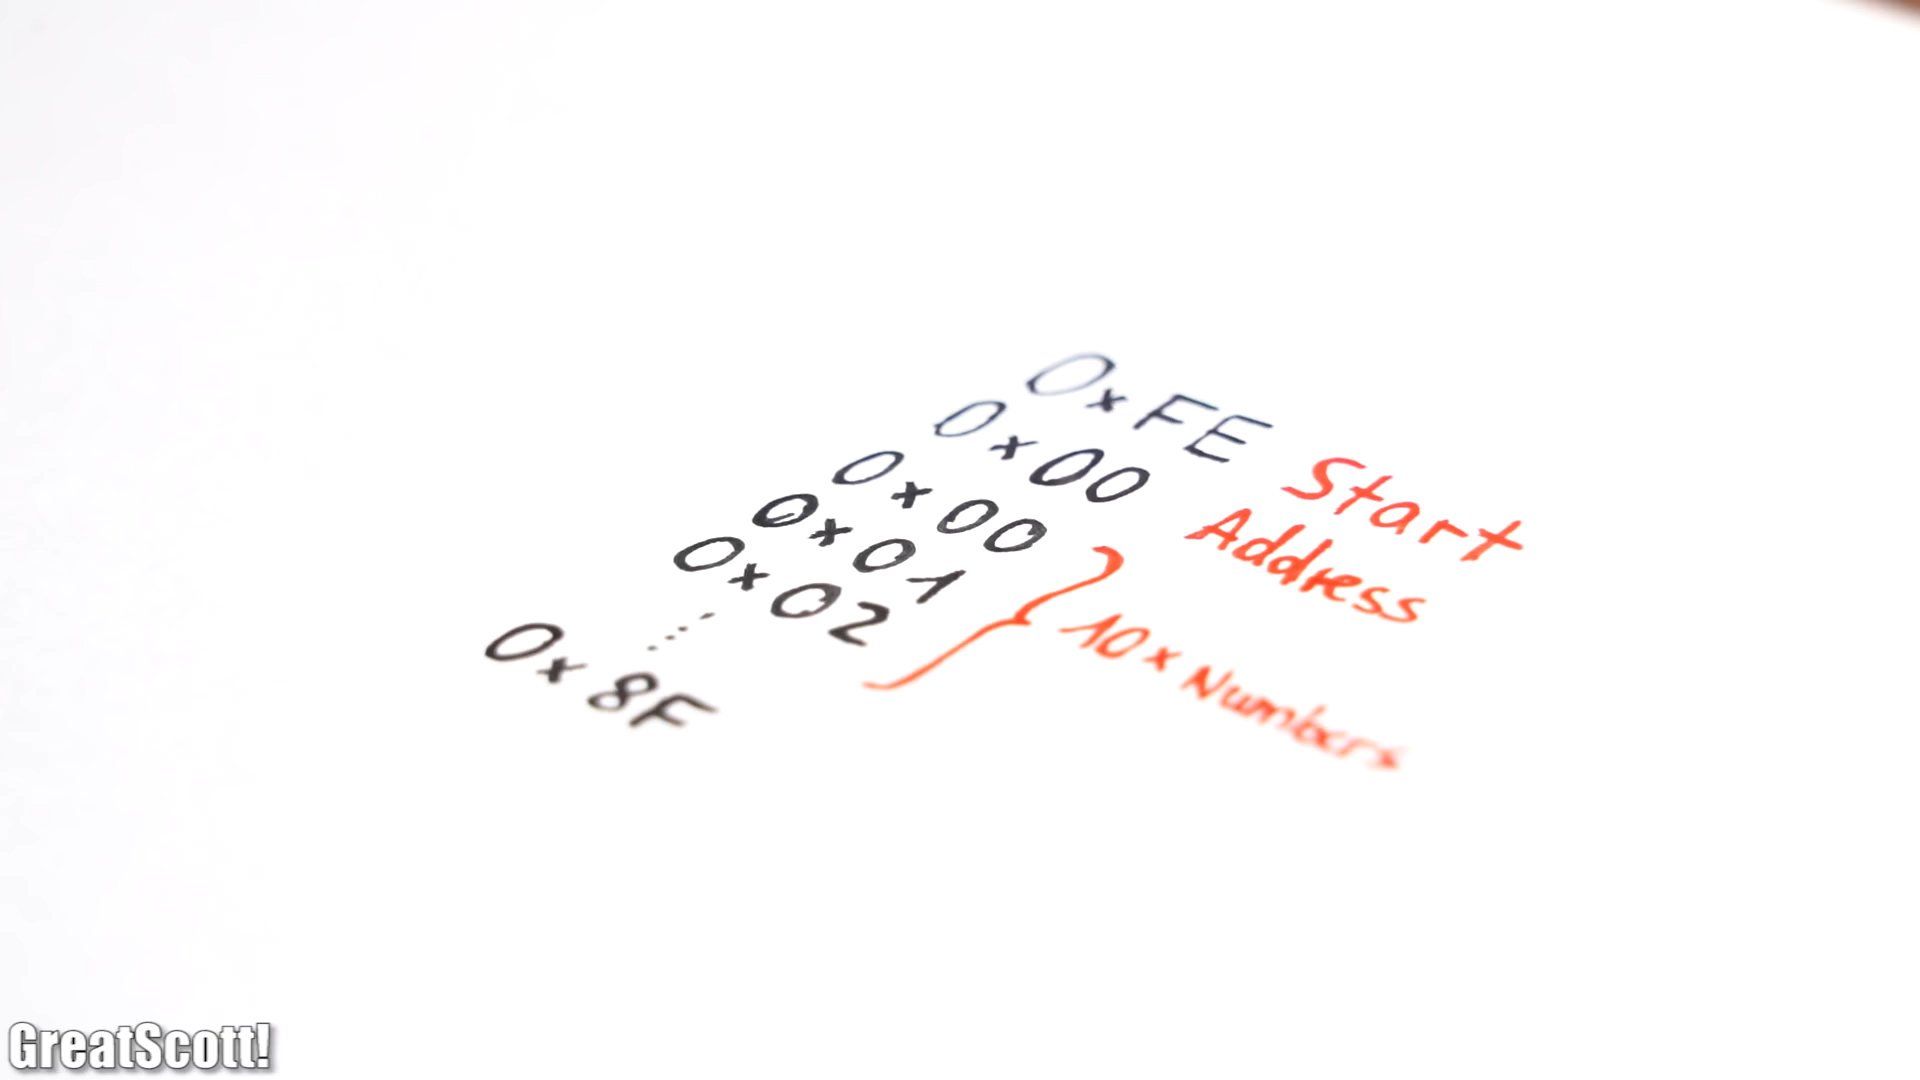 0xFE Start
0x00 Address
0x00
0x01
0x02
10x Numbers
.....
0x8F
GreatScott!